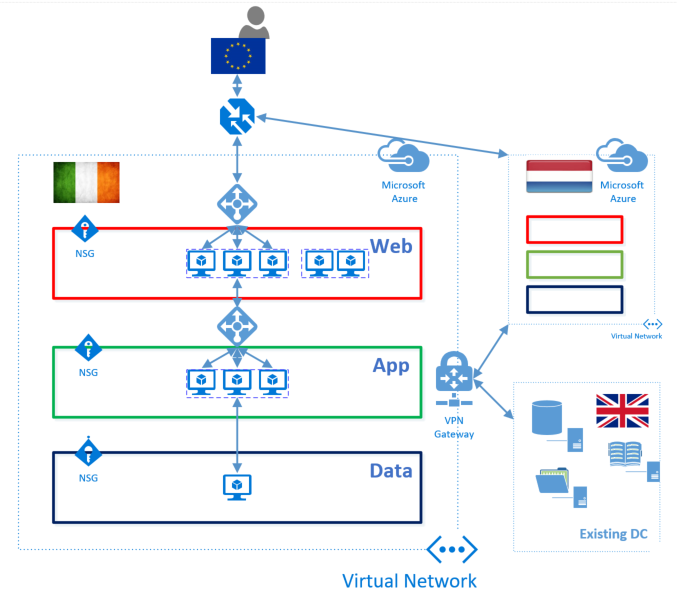 Microsoft
Azure
Microsoft
Azure
NSG
Web
Virtual Network
NSG
App
VPN
Gateway
NSG
Data
Existing DC
Virtual Network